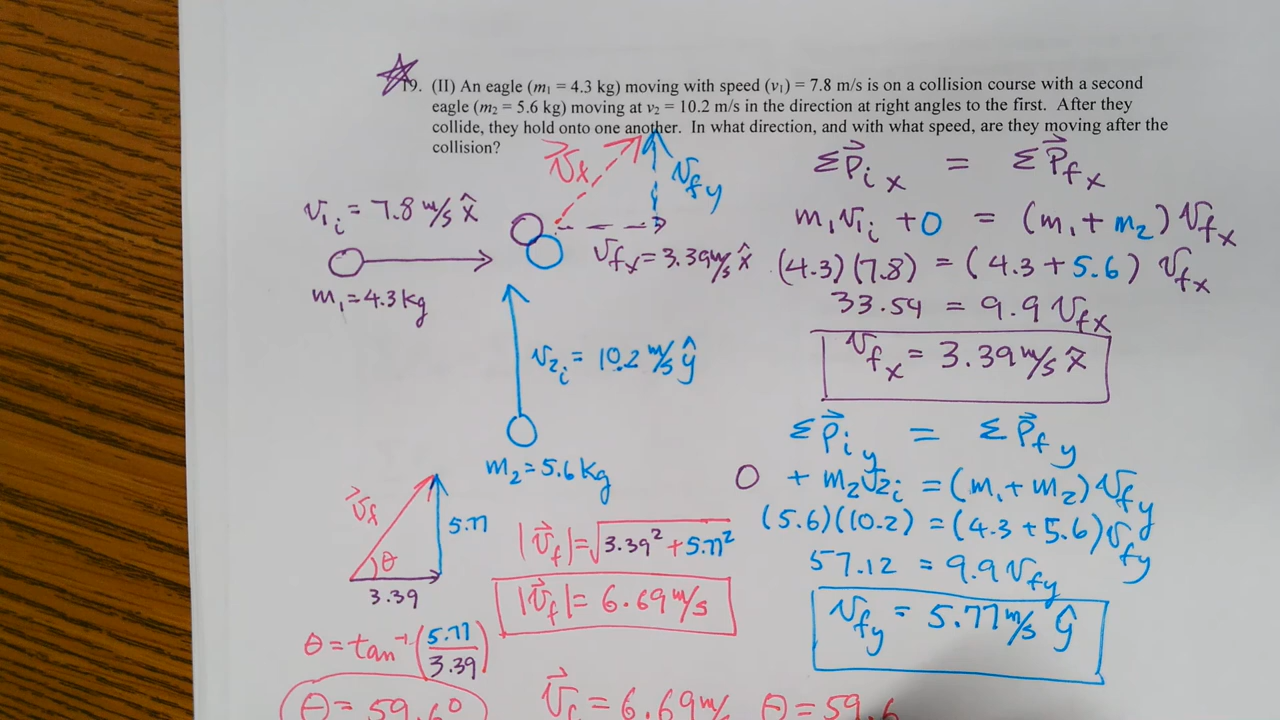 19. (II) An eagle (m₁ = 4.3 kg) moving with speed (v₁) = 7.8 m/s is on a collision course with a second
eagle (m₂ = 5.6 kg) moving at v₂ = 10.2 m/s in the direction at right angles to the first. After they
collide, they hold onto one another. In what direction, and with what speed, are they moving after the
collision?
v⃗f
vfy
v₁ᵢ = 7.8 m/s x̂
m₁ = 4.3 kg
vfx = 3.39 m/s x̂
v₂ᵢ = 10.2 m/s ŷ
m₂ = 5.6 kg
Σp⃗ᵢx = Σp⃗fx
m₁v₁ᵢ + 0 = (m₁ + m₂) vfx
(4.3)(7.8) = (4.3 + 5.6) vfx
33.54 = 9.9 vfx
vfx = 3.39 m/s x̂
Σp⃗ᵢy = Σp⃗fy
0 + m₂v₂ᵢ = (m₁ + m₂) vfy
(5.6)(10.2) = (4.3 + 5.6) vfy
57.12 = 9.9 vfy
vfy = 5.77 m/s ŷ
v⃗f
θ
5.77
3.39
|v⃗f| = √3.39² + 5.77²
|v⃗f| = 6.69 m/s
θ = tan⁻¹(5.77/3.39)
θ = 59.6°
v⃗f = 6.69 m/s θ = 59.6